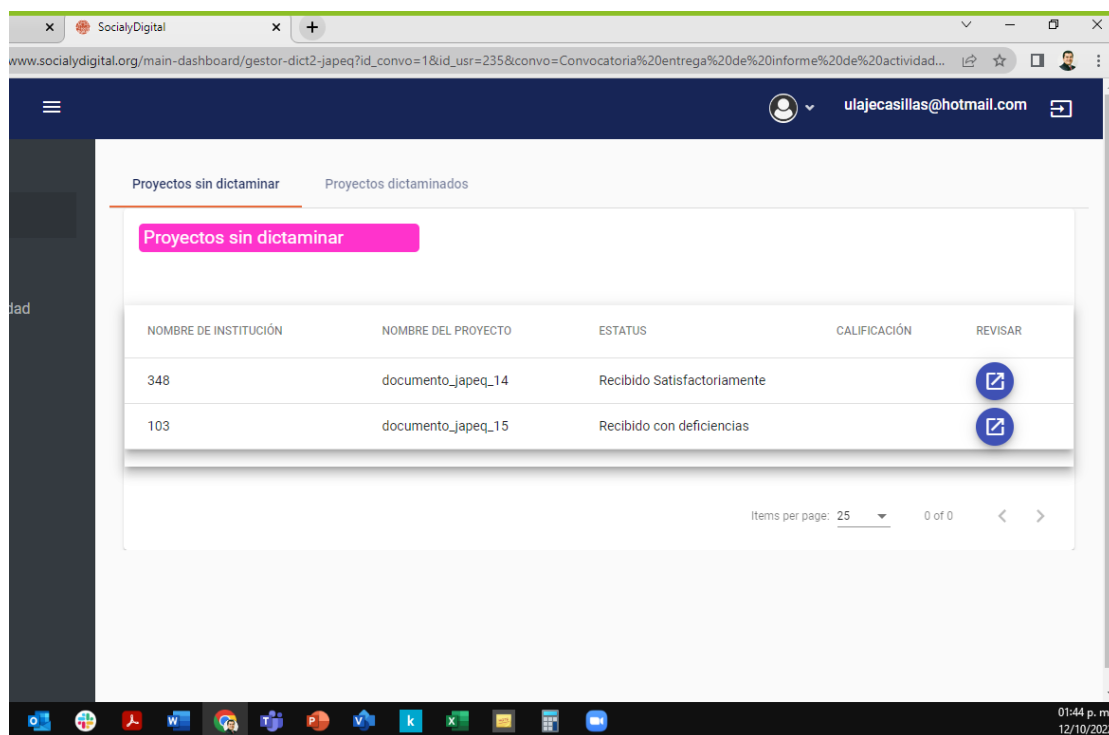 SocialyDigital
www.socialydigital.org/main-dashboard/gestor-dict2-japeq?id_convo=1&id_usr=235&convo=Convocatoria%20entrega%20de%20informe%20de%20actividad...
ulajecasillas@hotmail.com
Proyectos sin dictaminar Proyectos dictaminados
Proyectos sin dictaminar
dad
NOMBRE DE INSTITUCIÓN NOMBRE DEL PROYECTO ESTATUS CALIFICACIÓN REVISAR
348 documento_japeq_14 Recibido Satisfactoriamente
103 documento_japeq_15 Recibido con deficiencias
Items per page: 25 0 of 0
01:44 p. m
12/10/202